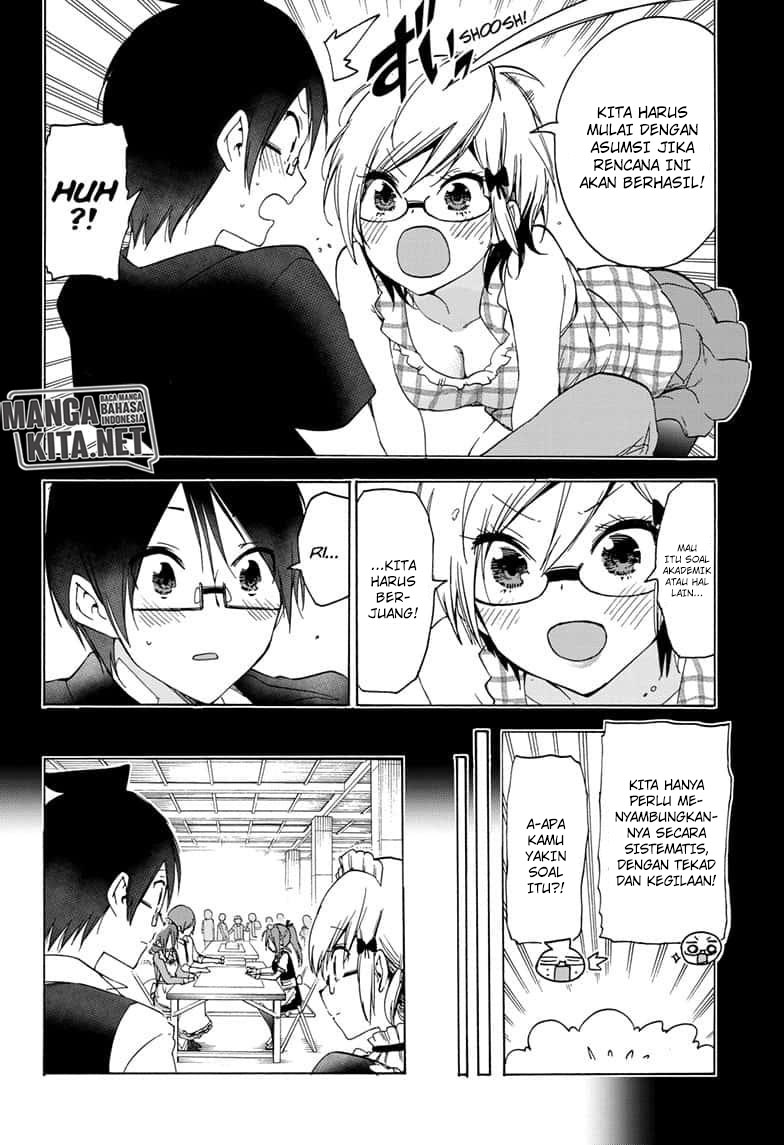 SHOOSH!
ずいっ
KITA HARUS
MULAI DENGAN
ASUMSI JIKA
RENCANA INI
AKAN BERHASIL!
HUH
?!
MANGA
KITA.NET
BACA MANGA
BAHASA
INDONESIA
MAU
ITU SOAL
AKADEMIK
ATAU HAL
LAIN...
...KITA
HARUS
BER-
JUANG!
RI...
KITA HANYA
PERLU ME-
NYAMBUNGKAN-
NYA SECARA
SISTEMATIS,
DENGAN TEKAD
DAN KEGILAAN!
A-APA
KAMU
YAKIN
SOAL
ITU?!